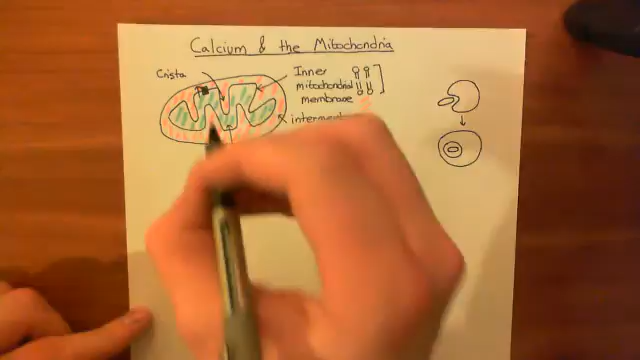 Calcium & the Mitochondria
Crista
Inner
mitochondrial
membrane